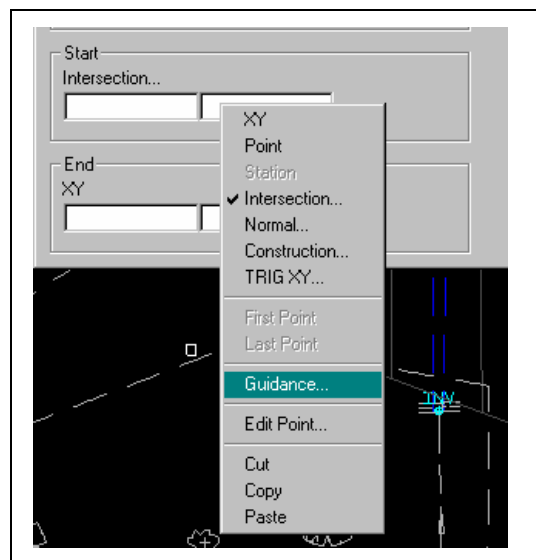 Start
Intersection...
End
XY
XY
Point
Station
Intersection...
Normal...
Construction...
TRIG XY...
First Point
Last Point
Guidance...
Edit Point...
Cut
Copy
Paste